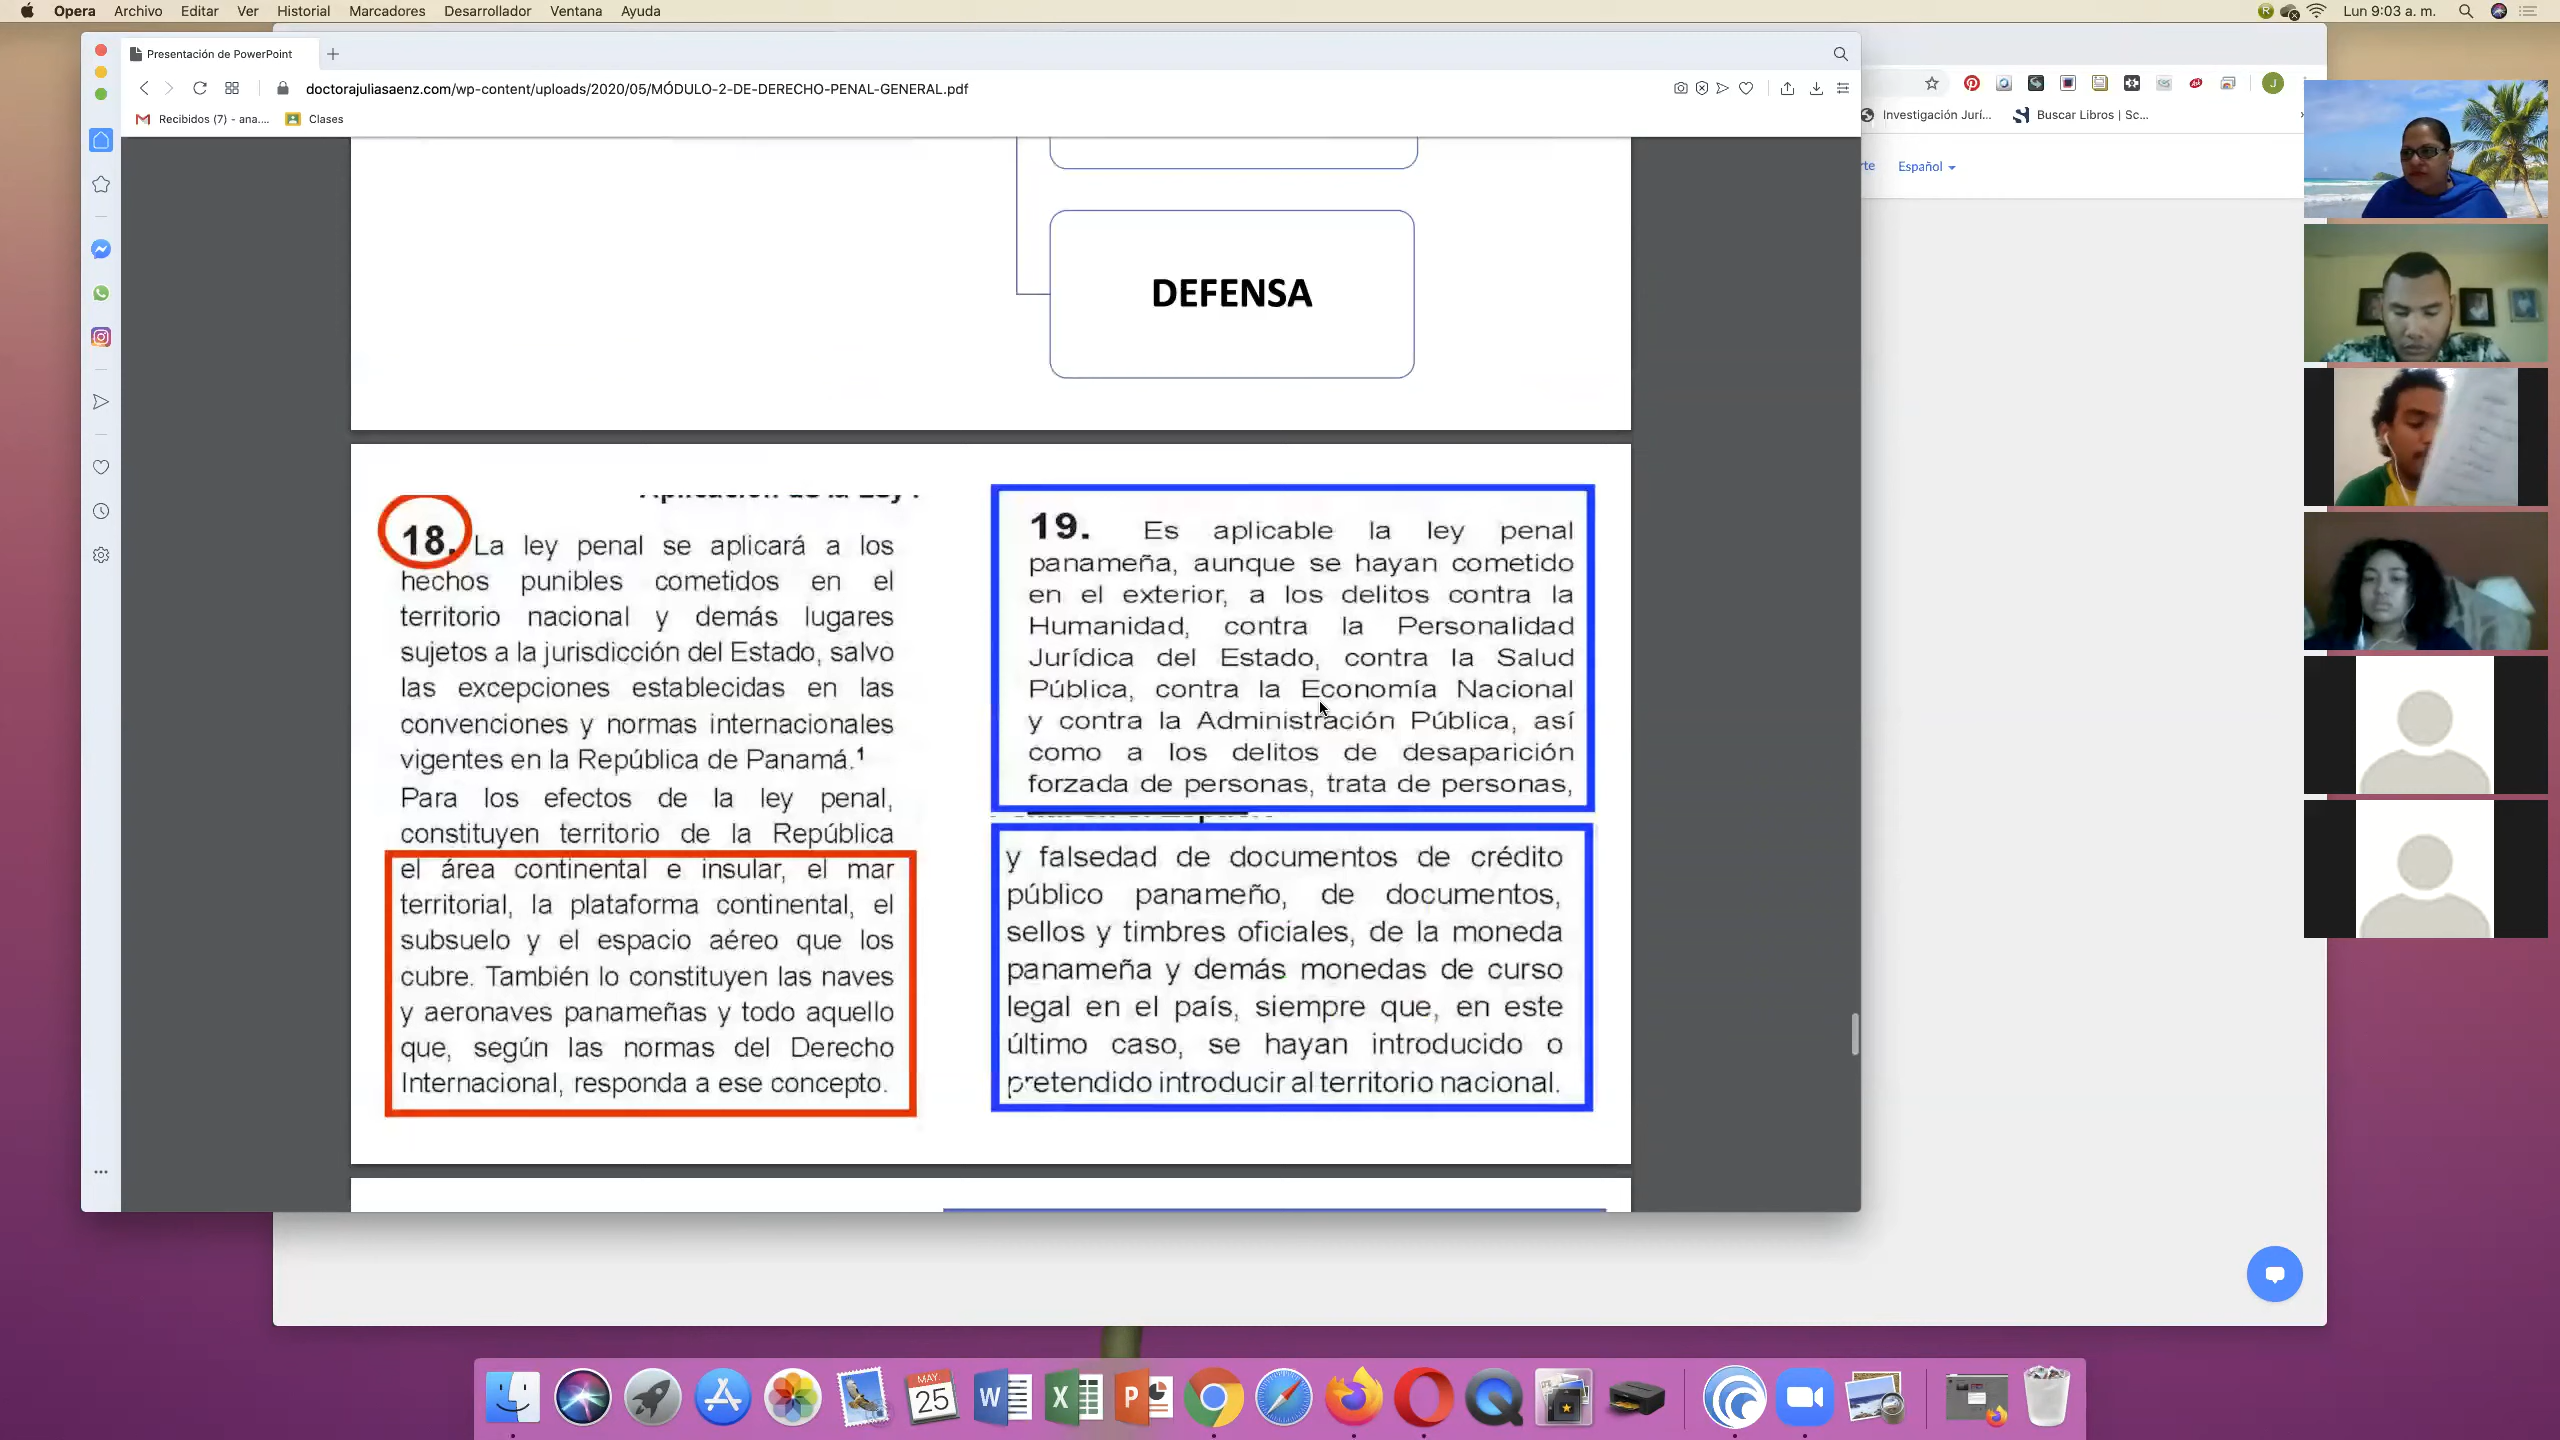 Opera Archivo Editar Ver Historial Marcadores Desarrollador Ventana Ayuda
Lun 9:03 a. m.
Presentación de PowerPoint
doctorajuliasaenz.com/wp-content/uploads/2020/05/MÓDULO-2-DE-DERECHO-PENAL-GENERAL.pdf
Recibidos (7) - ana.... Clases
Investigación Jurí... Buscar Libros | Sc...
J
rte Español
DEFENSA
18. La ley penal se aplicará a los
hechos punibles cometidos en el
territorio nacional y demás lugares
sujetos a la jurisdicción del Estado, salvo
las excepciones establecidas en las
convenciones y normas internacionales
vigentes en la República de Panamá.¹
Para los efectos de la ley penal,
constituyen territorio de la República
el área continental e insular, el mar
territorial, la plataforma continental, el
subsuelo y el espacio aéreo que los
cubre. También lo constituyen las naves
y aeronaves panameñas y todo aquello
que, según las normas del Derecho
Internacional, responda a ese concepto.
19. Es aplicable la ley penal
panameña, aunque se hayan cometido
en el exterior, a los delitos contra la
Humanidad, contra la Personalidad
Jurídica del Estado, contra la Salud
Pública, contra la Economía Nacional
y contra la Administración Pública, así
como a los delitos de desaparición
forzada de personas, trata de personas,
y falsedad de documentos de crédito
público panameño, de documentos,
sellos y timbres oficiales, de la moneda
panameña y demás monedas de curso
legal en el país, siempre que, en este
último caso, se hayan introducido o
pretendido introducir al territorio nacional.
MAY
25